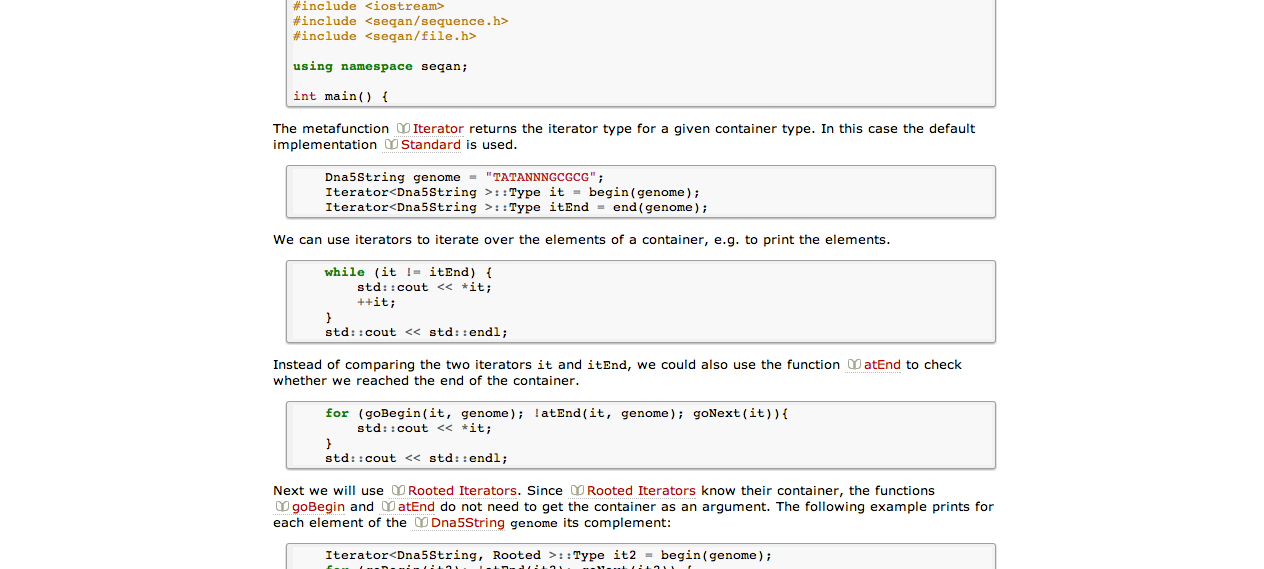 #include <iostream>
#include <seqan/sequence.h>
#include <seqan/file.h>
using namespace seqan;
int main() {
The metafunction Iterator returns the iterator type for a given container type. In this case the default
implementation Standard is used.
Dna5String genome = "TATANNNGCGCG";
Iterator<Dna5String >::Type it = begin(genome);
Iterator<Dna5String >::Type itEnd = end(genome);
We can use iterators to iterate over the elements of a container, e.g. to print the elements.
while (it != itEnd) {
std::cout << *it;
++it;
}
std::cout << std::endl;
Instead of comparing the two iterators it and itEnd, we could also use the function atEnd to check
whether we reached the end of the container.
for (goBegin(it, genome); !atEnd(it, genome); goNext(it)){
std::cout << *it;
}
std::cout << std::endl;
Next we will use Rooted Iterators. Since Rooted Iterators know their container, the functions
goBegin and atEnd do not need to get the container as an argument. The following example prints for
each element of the Dna5String genome its complement:
Iterator<Dna5String, Rooted >::Type it2 = begin(genome);
for (goBegin(it2); !atEnd(it2); goNext(it2)) {